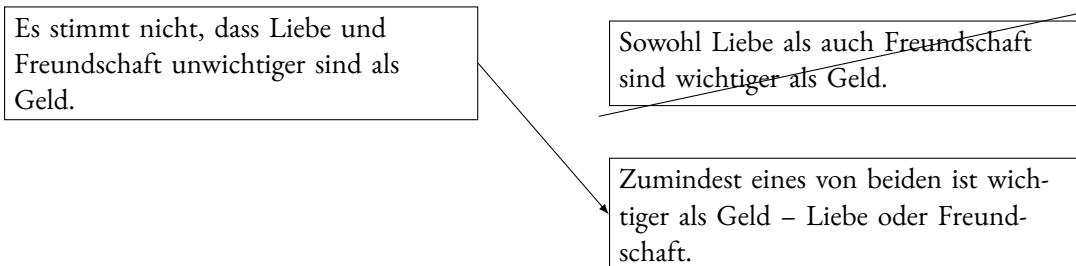 Es stimmt nicht, dass Liebe und
Freundschaft unwichtiger sind als
Geld.
Sowohl Liebe als auch Freundschaft
sind wichtiger als Geld.
Zumindest eines von beiden ist wich-
tiger als Geld – Liebe oder Freund-
schaft.